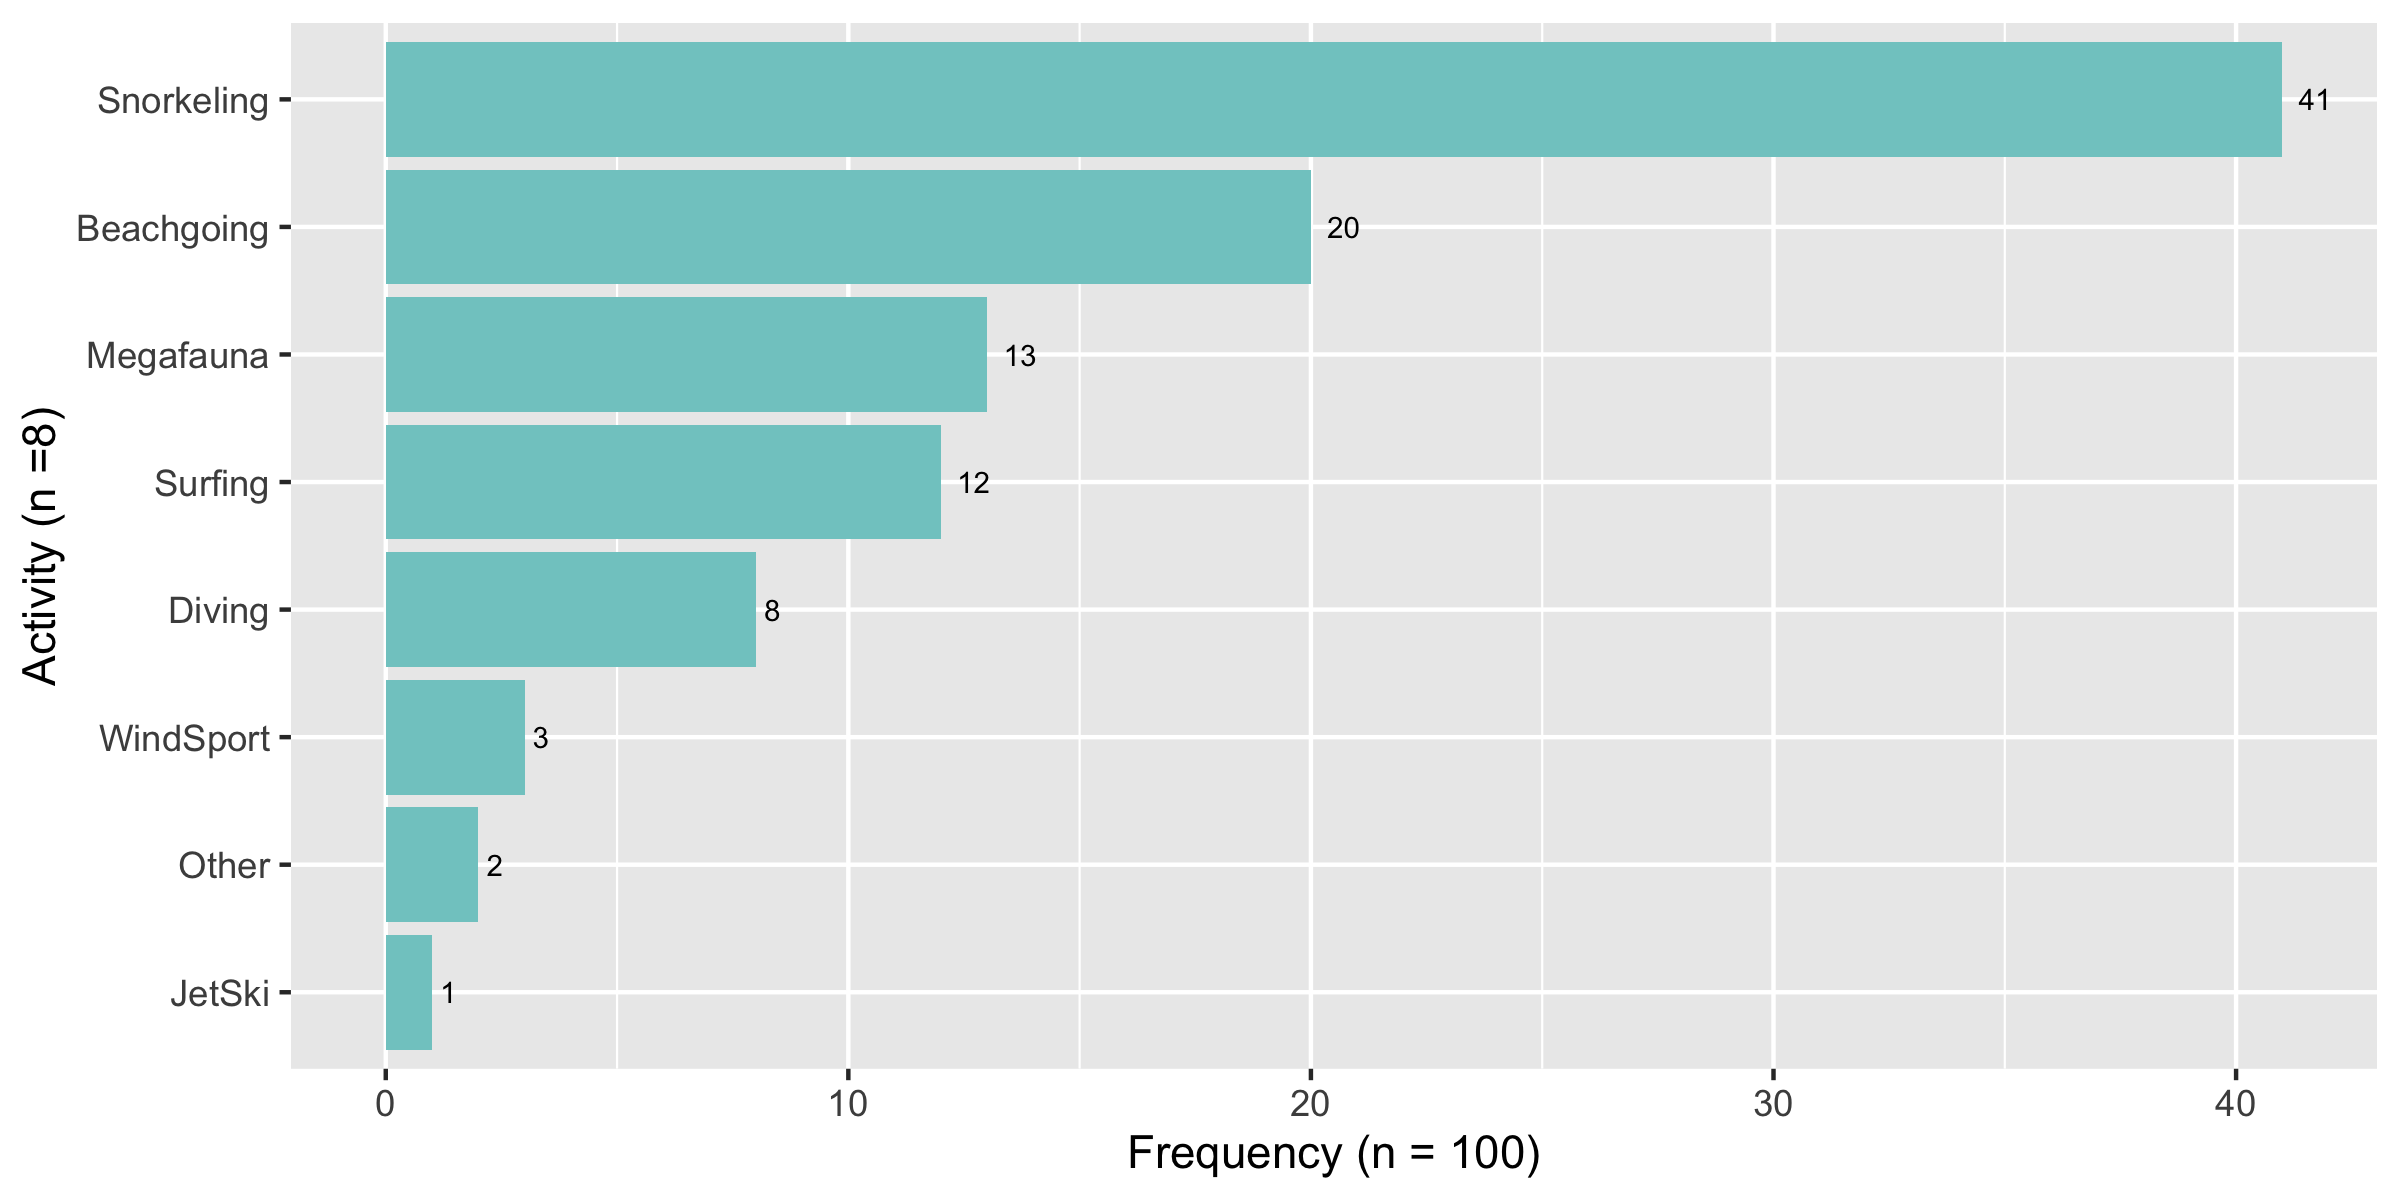 Snorkeling
41
Beachgoing
20
Megafauna
13
Surfing
12
Diving
8
WindSport
3
Other
2
JetSki
1
Activity (n =8)
0 10 20 30 40
Frequency (n = 100)